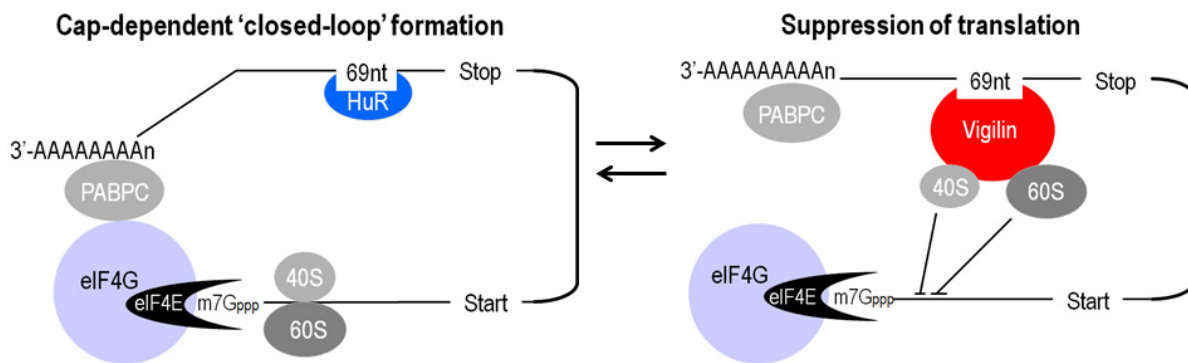 Cap-dependent ‘closed-loop’ formation
69nt
Stop
HuR
3’-AAAAAAAAn
PABPC
eIF4G
eIF4E
m7Gppp
40S
60S
Start
Suppression of translation
3’-AAAAAAAAAn
69nt
Stop
PABPC
Vigilin
40S
60S
eIF4G
eIF4E
m7Gppp
Start